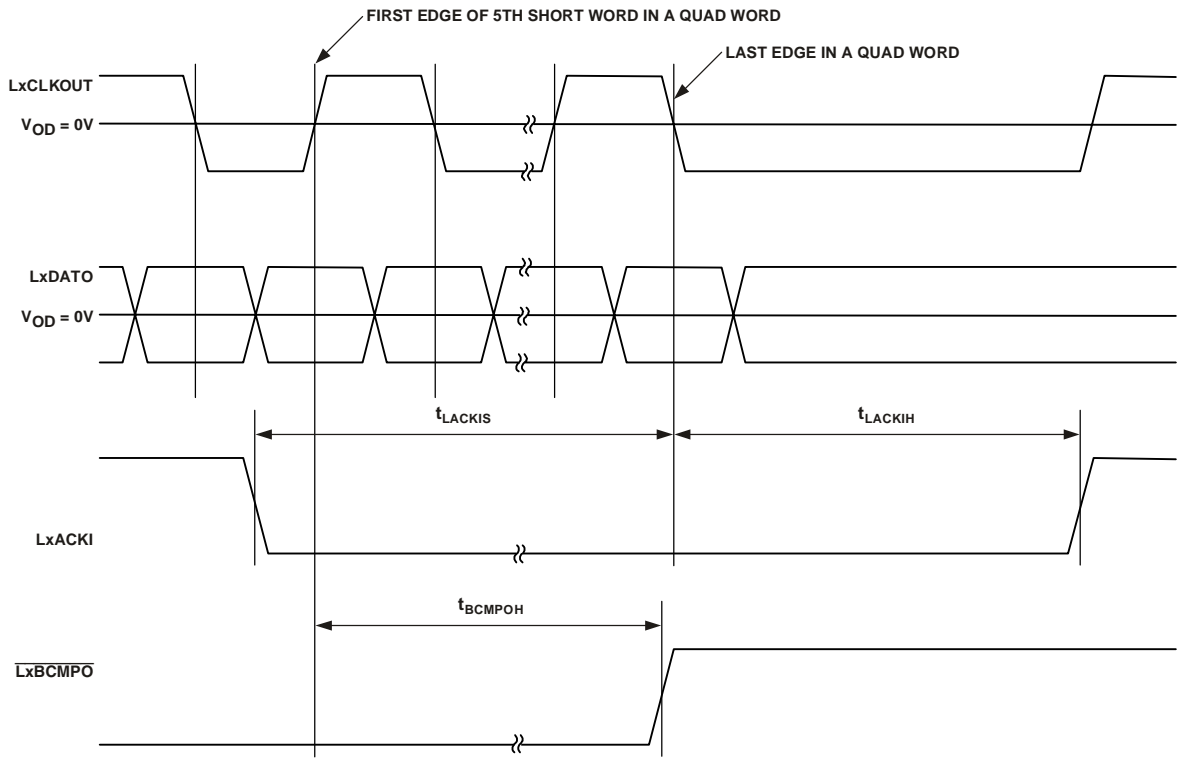 FIRST EDGE OF 5TH SHORT WORD IN A QUAD WORD
LAST EDGE IN A QUAD WORD
LxCLKOUT
VOD = 0V
LxDATO
VOD = 0V
tLACKIS
tLACKIH
LxACKI
tBCMPOH
LxBCMPO